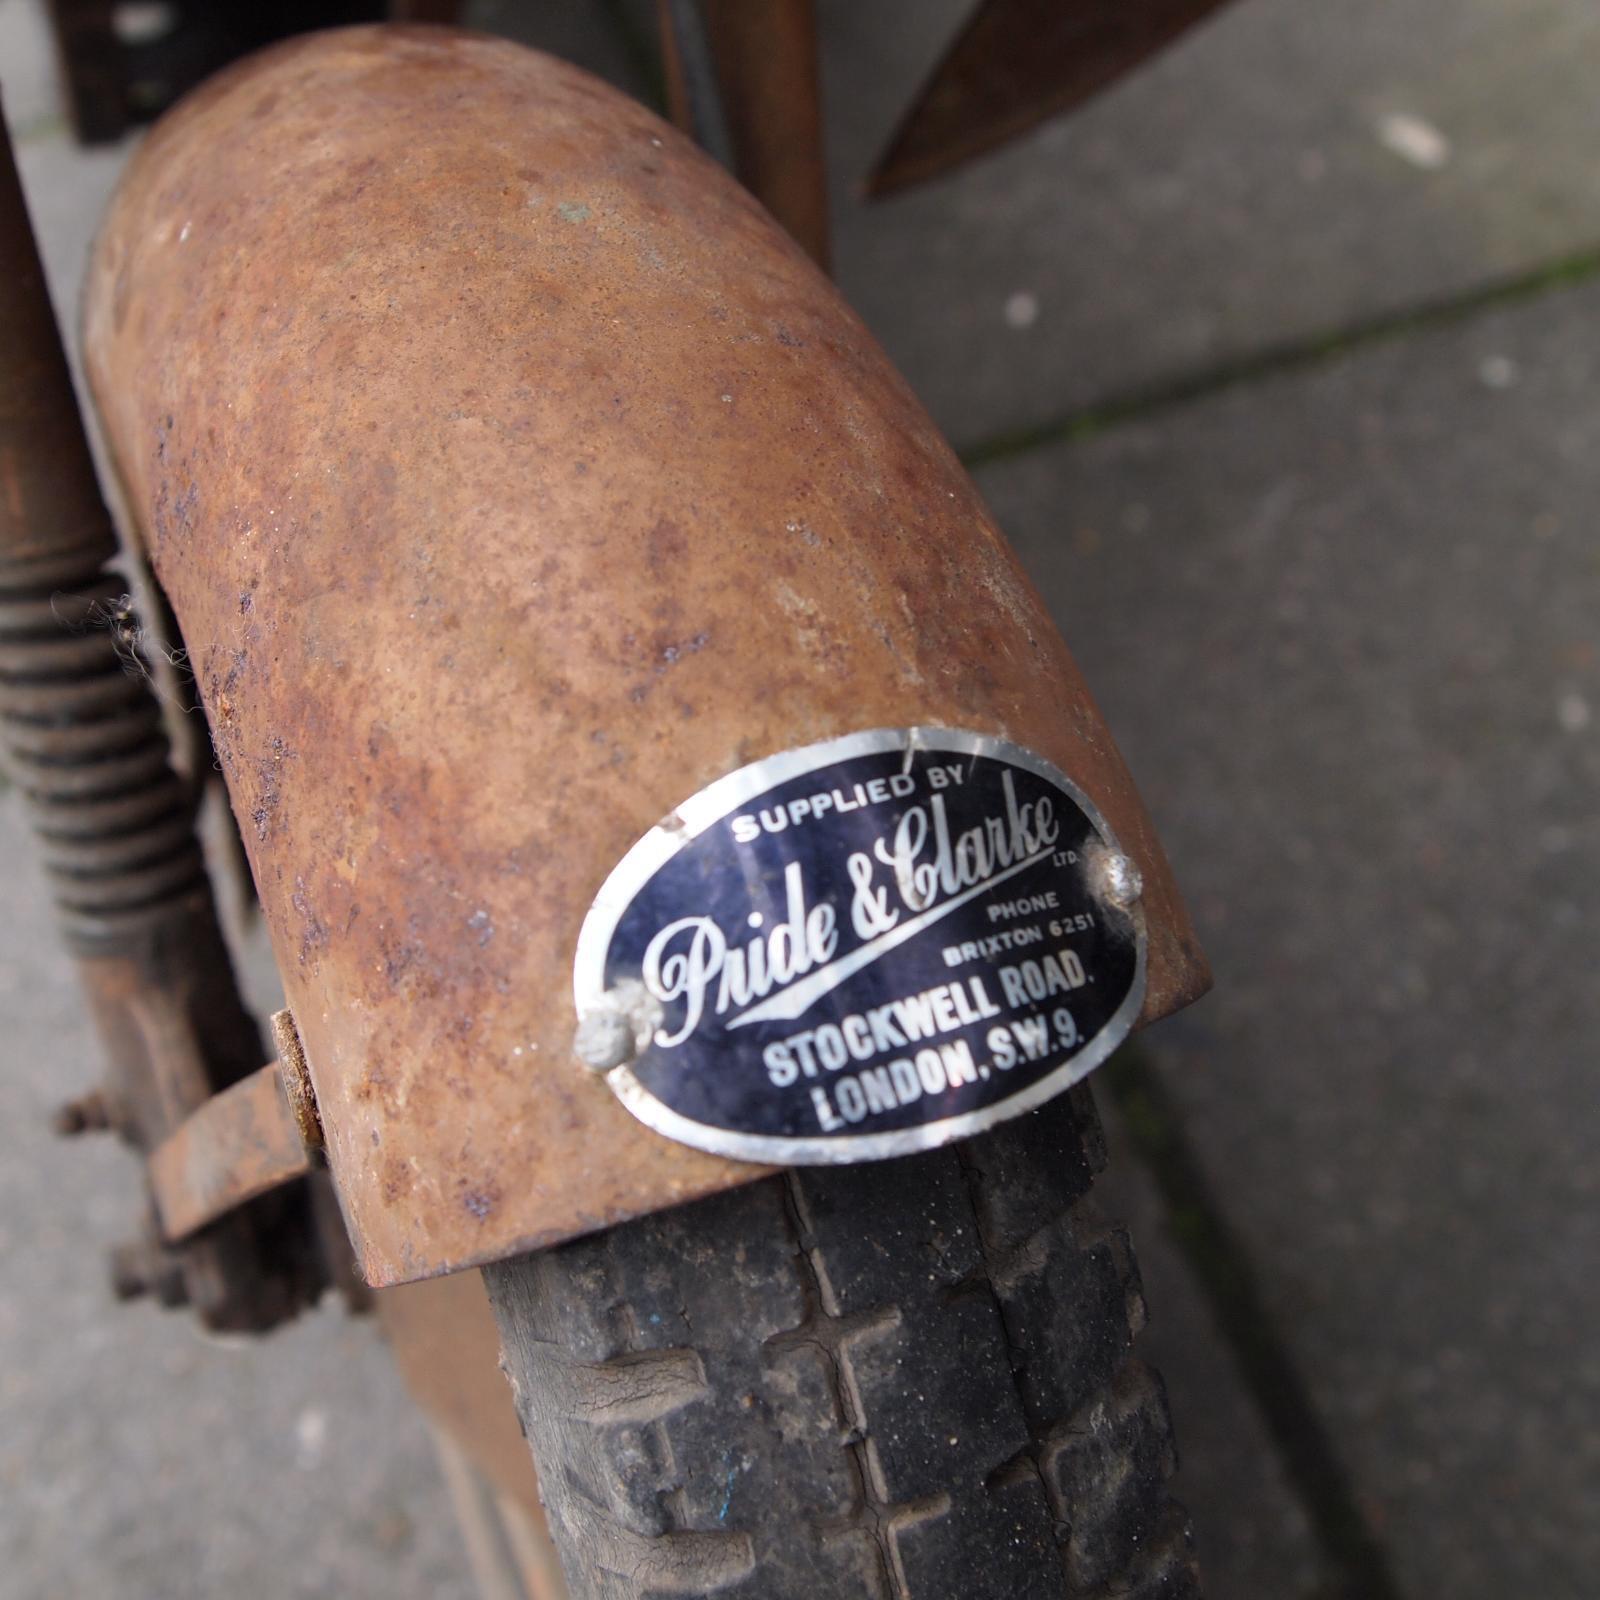 SUPPLIED BY
Pride & Clarke
LTD.
PHONE
BRIXTON 6251
STOCKWELL ROAD,
LONDON, S.W.9.